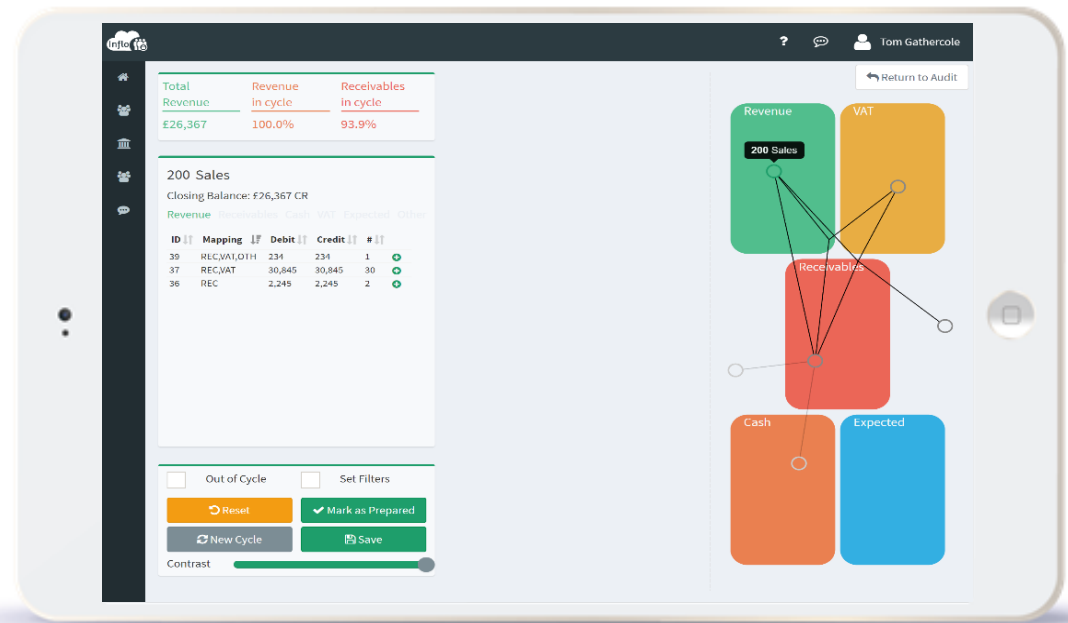 inflo
? Tom Gathercole
Return to Audit
Total Revenue
Revenue in cycle
Receivables in cycle
£26,367 100.0% 93.9%
200 Sales
Closing Balance: £26,367 CR
Revenue Receivables Cash VAT Expected Other
ID Mapping Debit Credit #
39 REC,VAT,OTH 234 234 1
37 REC,VAT 30,845 30,845 30
36 REC 2,245 2,245 2
Out of Cycle Set Filters
Reset Mark as Prepared
New Cycle Save
Contrast
Revenue VAT
200 Sales
Receivables
Cash Expected